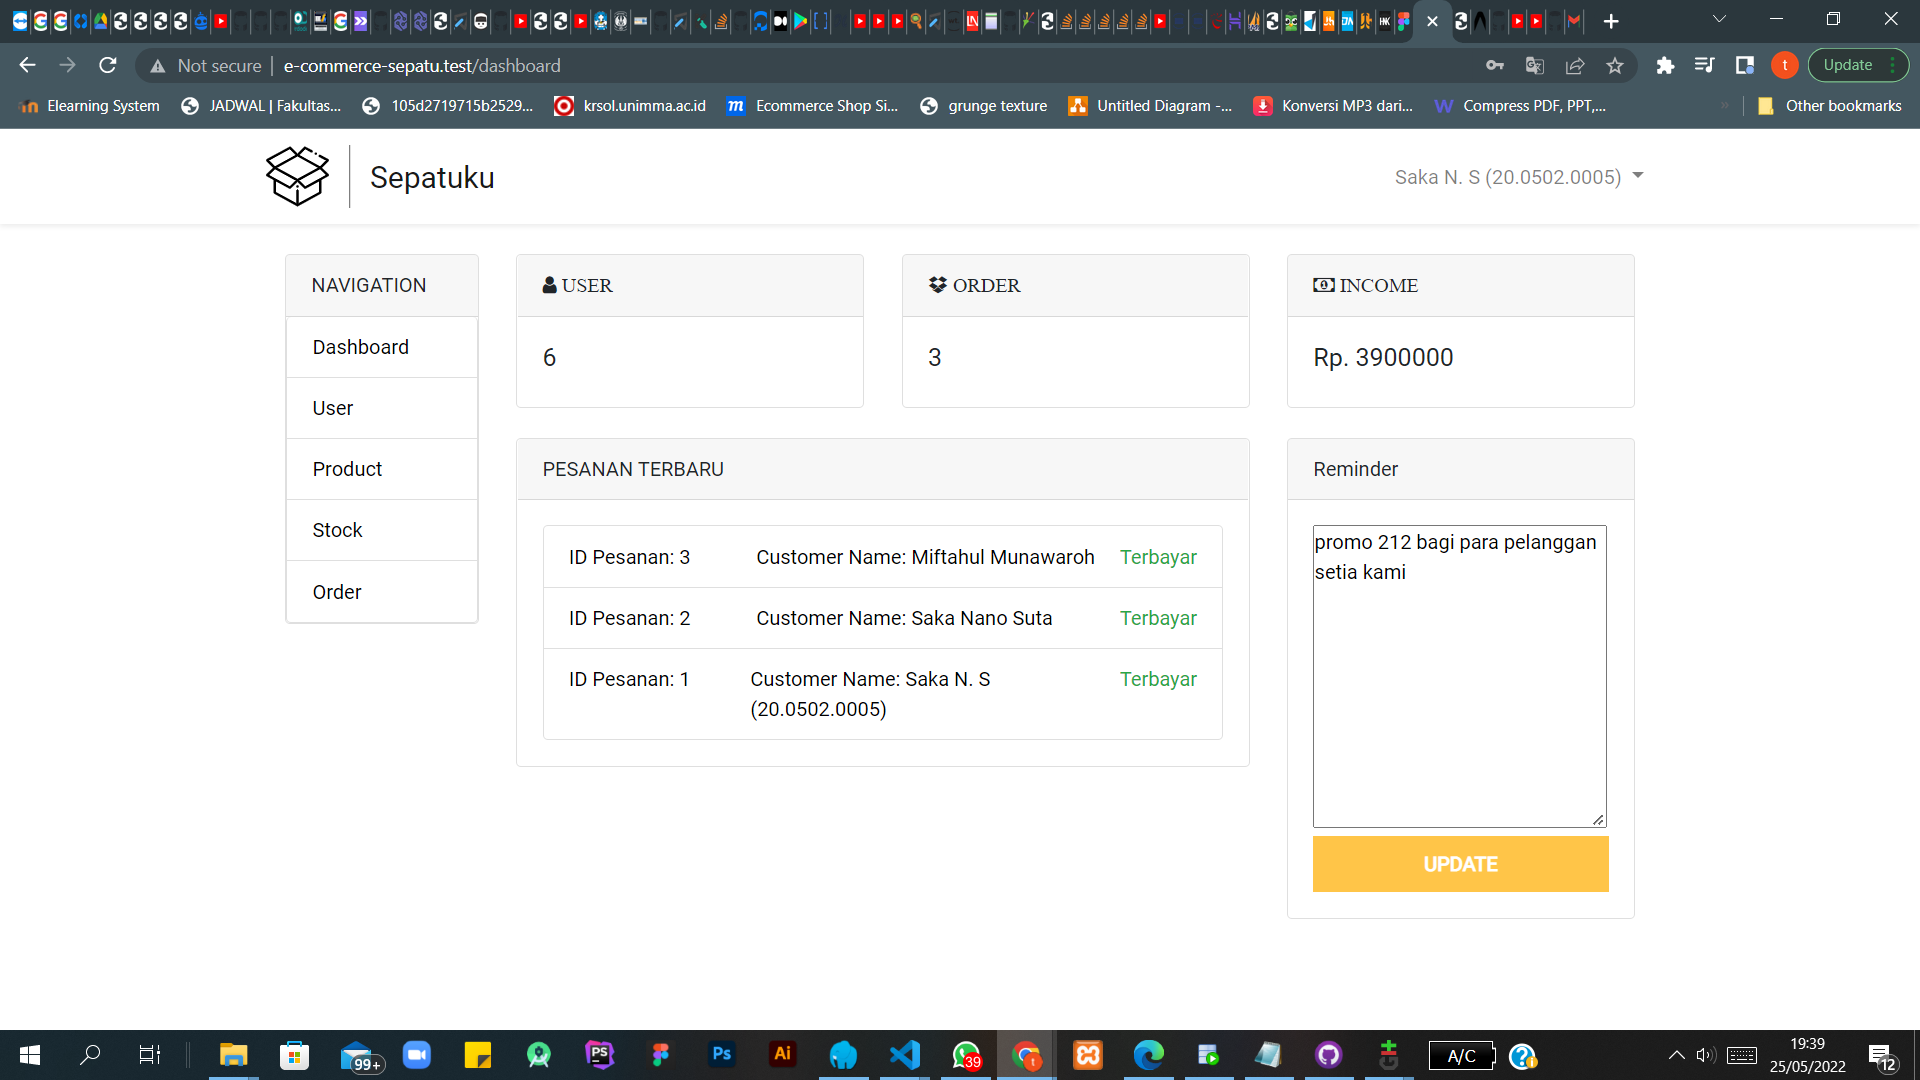 Not secure
e-commerce-sepatu.test/dashboard
t
Update
Elearning System
JADWAL | Fakultas...
105d2719715b2529...
krsol.unimma.ac.id
m
Ecommerce Shop Si...
grunge texture
Untitled Diagram -...
Konversi MP3 dari...
W
Compress PDF, PPT,...
»
Other bookmarks
Sepatuku
Saka N. S (20.0502.0005)
NAVIGATION
Dashboard
User
Product
Stock
Order
USER
6
ORDER
3
INCOME
Rp. 3900000
PESANAN TERBARU
ID Pesanan: 3
Customer Name: Miftahul Munawaroh
Terbayar
ID Pesanan: 2
Customer Name: Saka Nano Suta
Terbayar
ID Pesanan: 1
Customer Name: Saka N. S
(20.0502.0005)
Terbayar
Reminder
promo 212 bagi para pelanggan
setia kami
UPDATE
99+
PS
Ps
Ai
39
t
A/C
19:39
25/05/2022
12